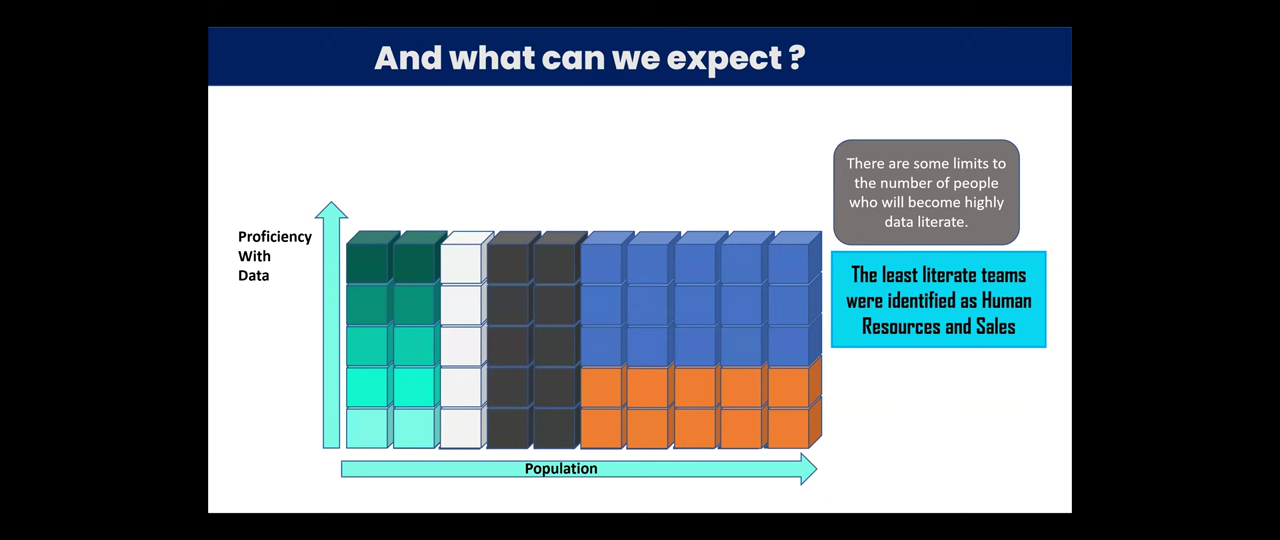 And what can we expect ?
There are some limits to
the number of people
who will become highly
data literate.
Proficiency
With
Data
The least literate teams
were identified as Human
Resources and Sales
Population